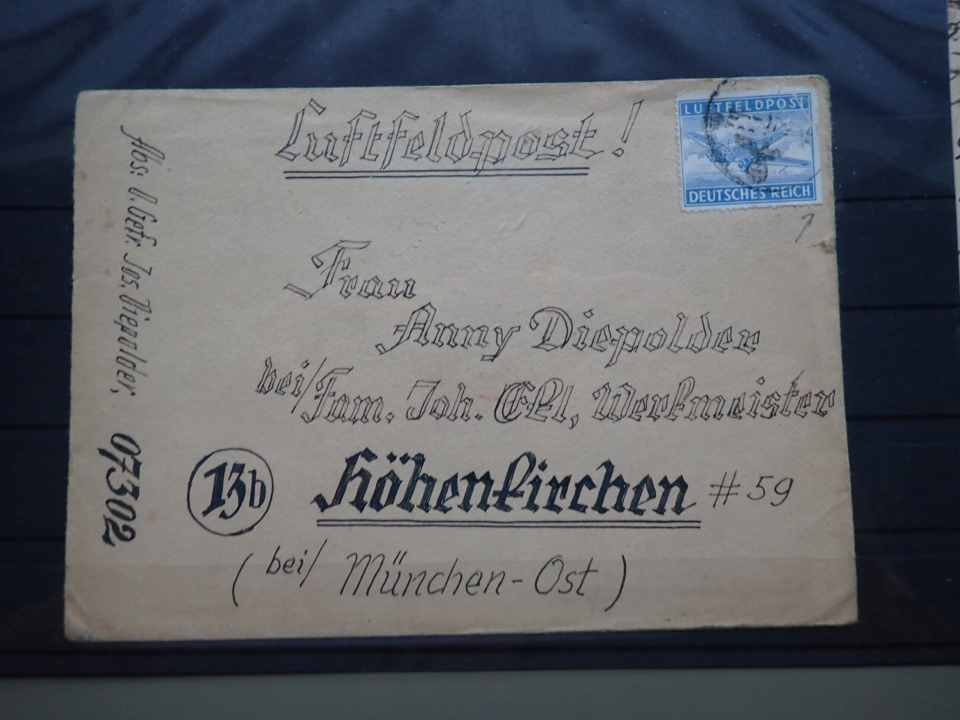 Luftfeldpost!
LUFTFELDPOST
DEUTSCHES REICH
Frau
Anny Diepolder
bei/Fam. Joh. Ekl, Werkmeister
13b Höhenkirchen # 59
(bei/ München-Ost)
Abs: O.Gefr. Jos. Diepolder,
07302